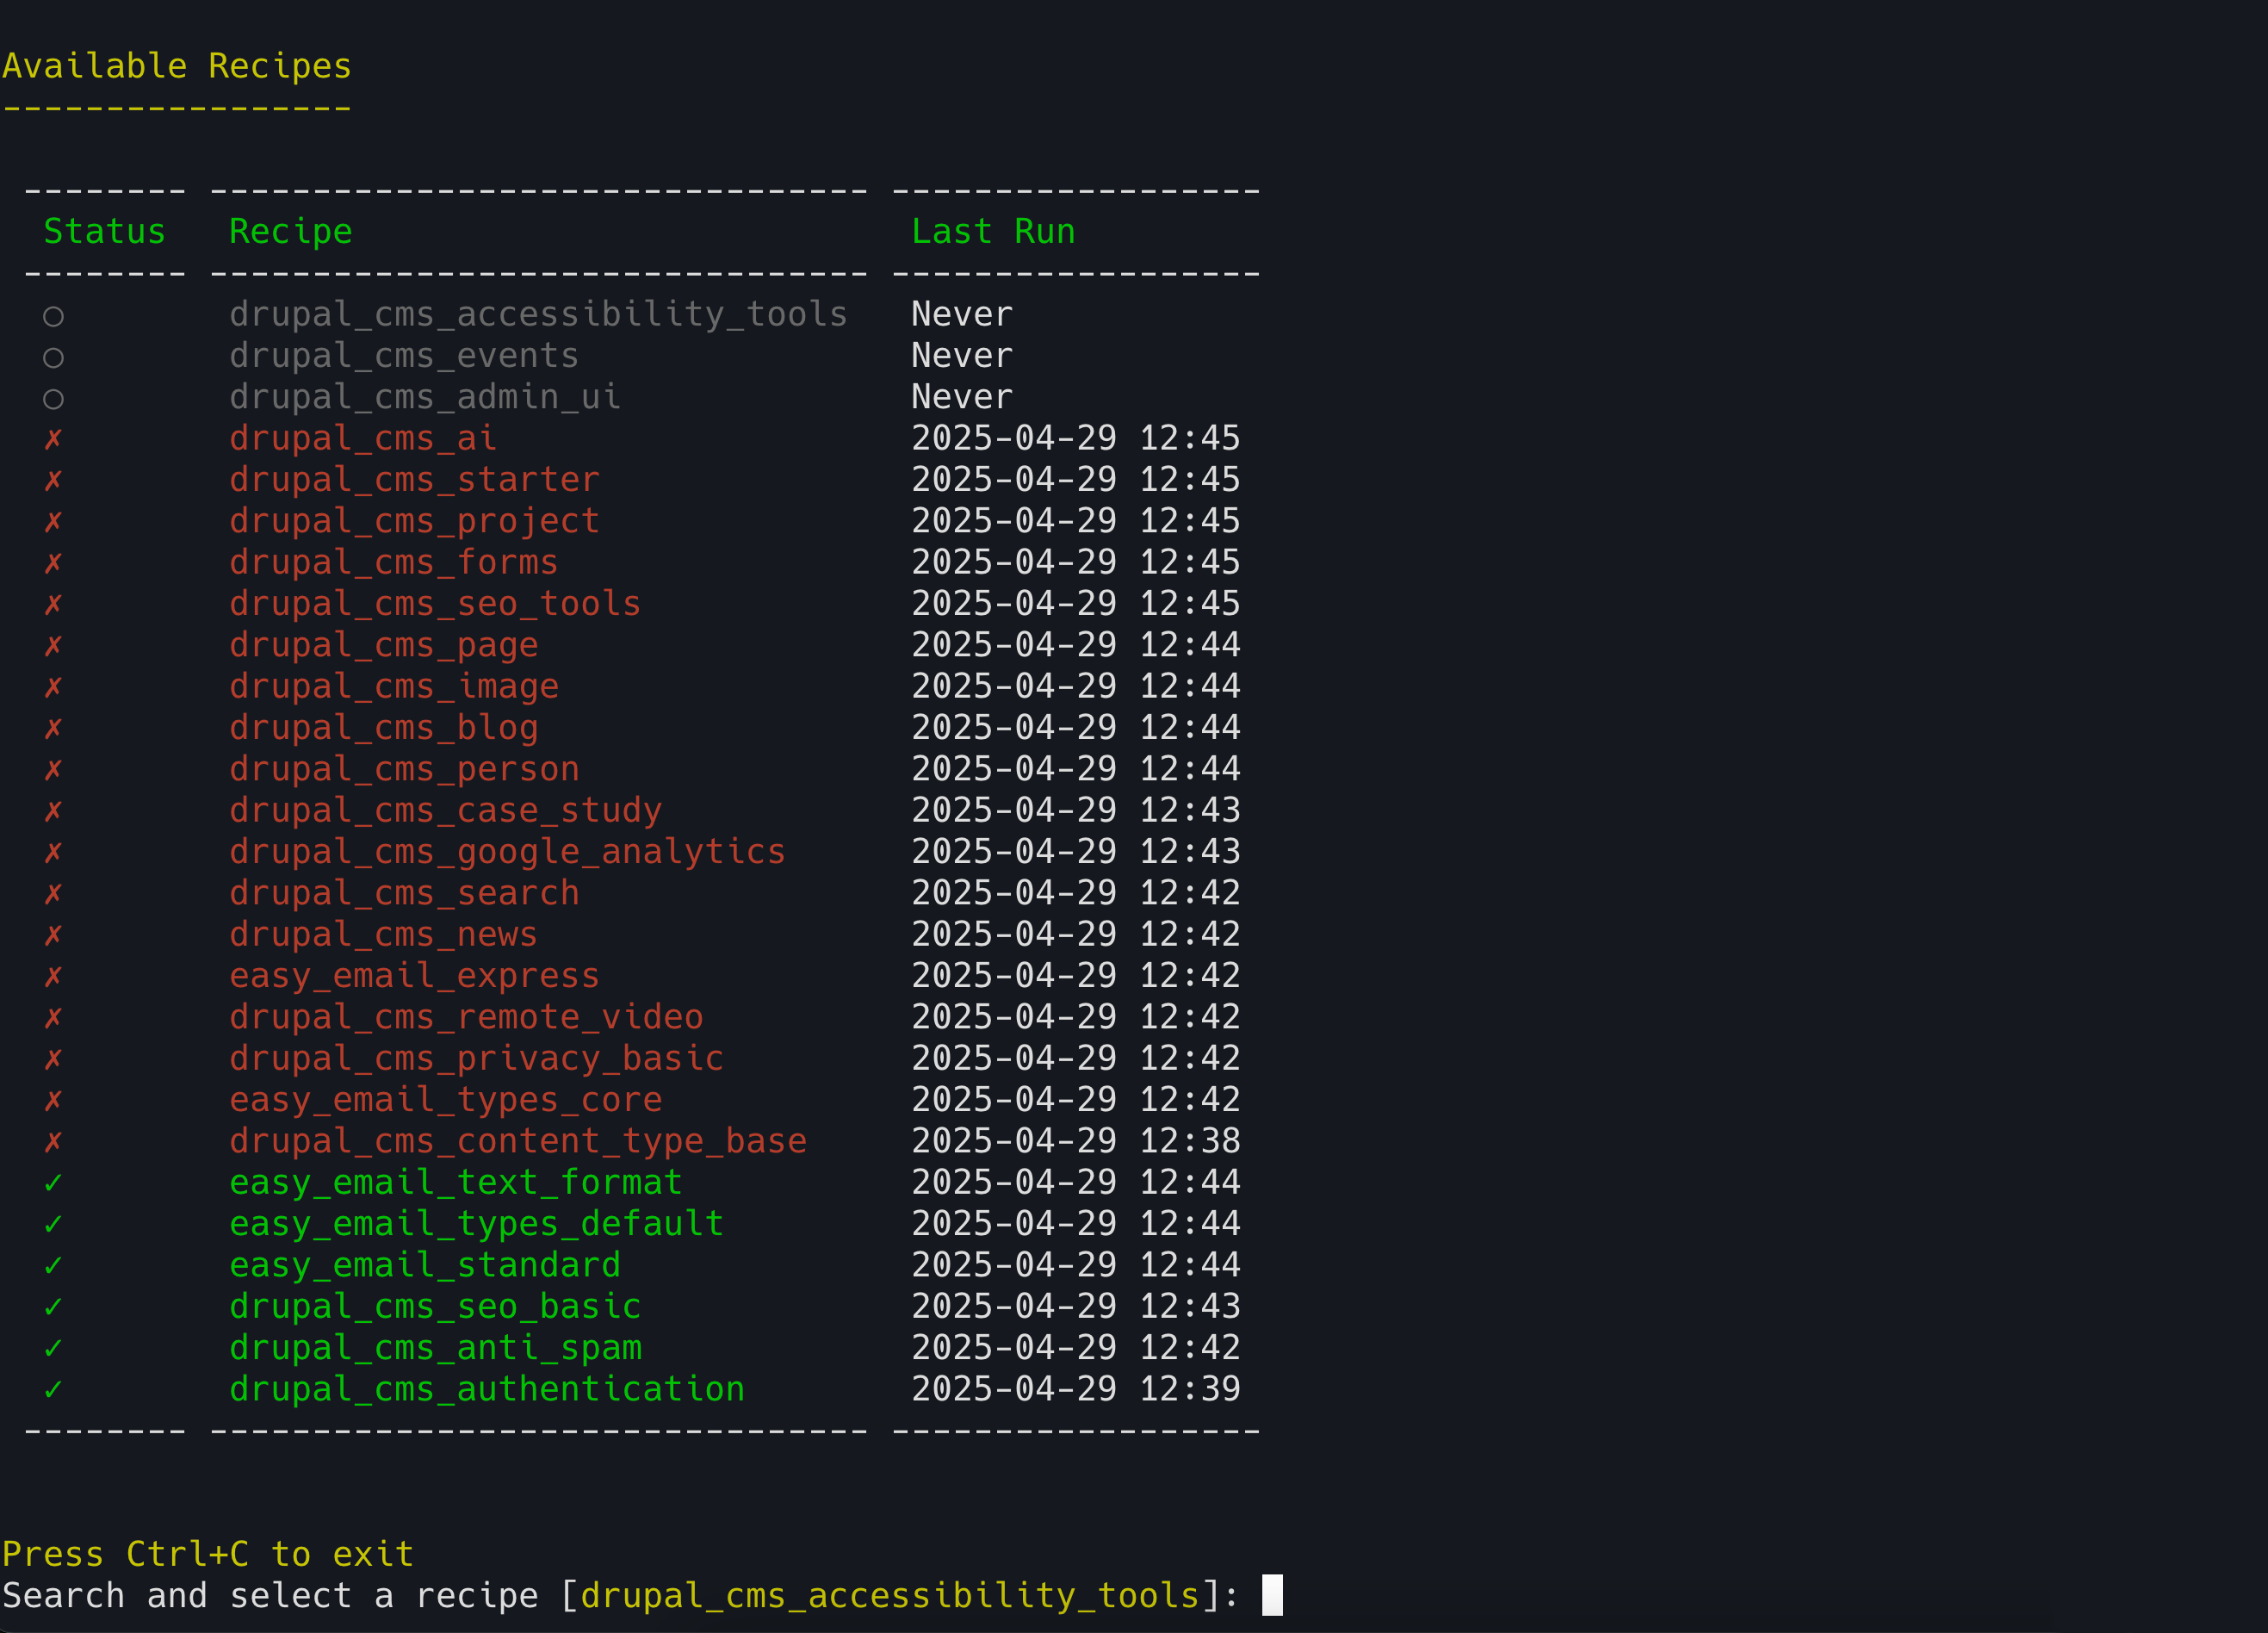 Available Recipes
-----------------
-------- -------------------------------- ------------------
Status Recipe Last Run
-------- -------------------------------- ------------------
○ drupal_cms_accessibility_tools Never
○ drupal_cms_events Never
○ drupal_cms_admin_ui Never
✗ drupal_cms_ai 2025-04-29 12:45
✗ drupal_cms_starter 2025-04-29 12:45
✗ drupal_cms_project 2025-04-29 12:45
✗ drupal_cms_forms 2025-04-29 12:45
✗ drupal_cms_seo_tools 2025-04-29 12:45
✗ drupal_cms_page 2025-04-29 12:44
✗ drupal_cms_image 2025-04-29 12:44
✗ drupal_cms_blog 2025-04-29 12:44
✗ drupal_cms_person 2025-04-29 12:44
✗ drupal_cms_case_study 2025-04-29 12:43
✗ drupal_cms_google_analytics 2025-04-29 12:43
✗ drupal_cms_search 2025-04-29 12:42
✗ drupal_cms_news 2025-04-29 12:42
✗ easy_email_express 2025-04-29 12:42
✗ drupal_cms_remote_video 2025-04-29 12:42
✗ drupal_cms_privacy_basic 2025-04-29 12:42
✗ easy_email_types_core 2025-04-29 12:42
✗ drupal_cms_content_type_base 2025-04-29 12:38
✓ easy_email_text_format 2025-04-29 12:44
✓ easy_email_types_default 2025-04-29 12:44
✓ easy_email_standard 2025-04-29 12:44
✓ drupal_cms_seo_basic 2025-04-29 12:43
✓ drupal_cms_anti_spam 2025-04-29 12:42
✓ drupal_cms_authentication 2025-04-29 12:39
-------- -------------------------------- ------------------
Press Ctrl+C to exit
Search and select a recipe [drupal_cms_accessibility_tools]: